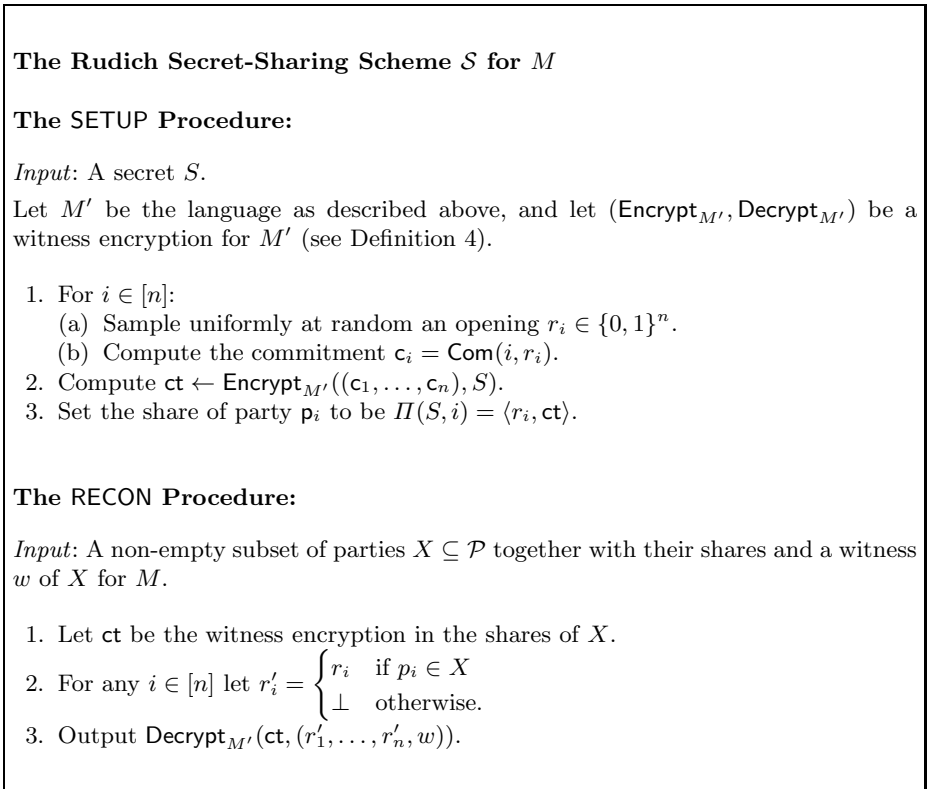 The Rudich Secret-Sharing Scheme 𝒮 for M
The SETUP Procedure:
Input: A secret S.
Let M′ be the language as described above, and let (Encrypt_{M′}, Decrypt_{M′}) be a
witness encryption for M′ (see Definition 4).
1. For i ∈ [n]:
(a) Sample uniformly at random an opening r_i ∈ {0, 1}^n.
(b) Compute the commitment c_i = Com(i, r_i).
2. Compute ct ← Encrypt_{M′}((c_1, . . . , c_n), S).
3. Set the share of party p_i to be Π(S, i) = ⟨r_i, ct⟩.
The RECON Procedure:
Input: A non-empty subset of parties X ⊆ 𝒫 together with their shares and a witness
w of X for M.
1. Let ct be the witness encryption in the shares of X.
2. For any i ∈ [n] let r′_i = { r_i if p_i ∈ X
⊥ otherwise.
3. Output Decrypt_{M′}(ct, (r′_1, . . . , r′_n, w)).